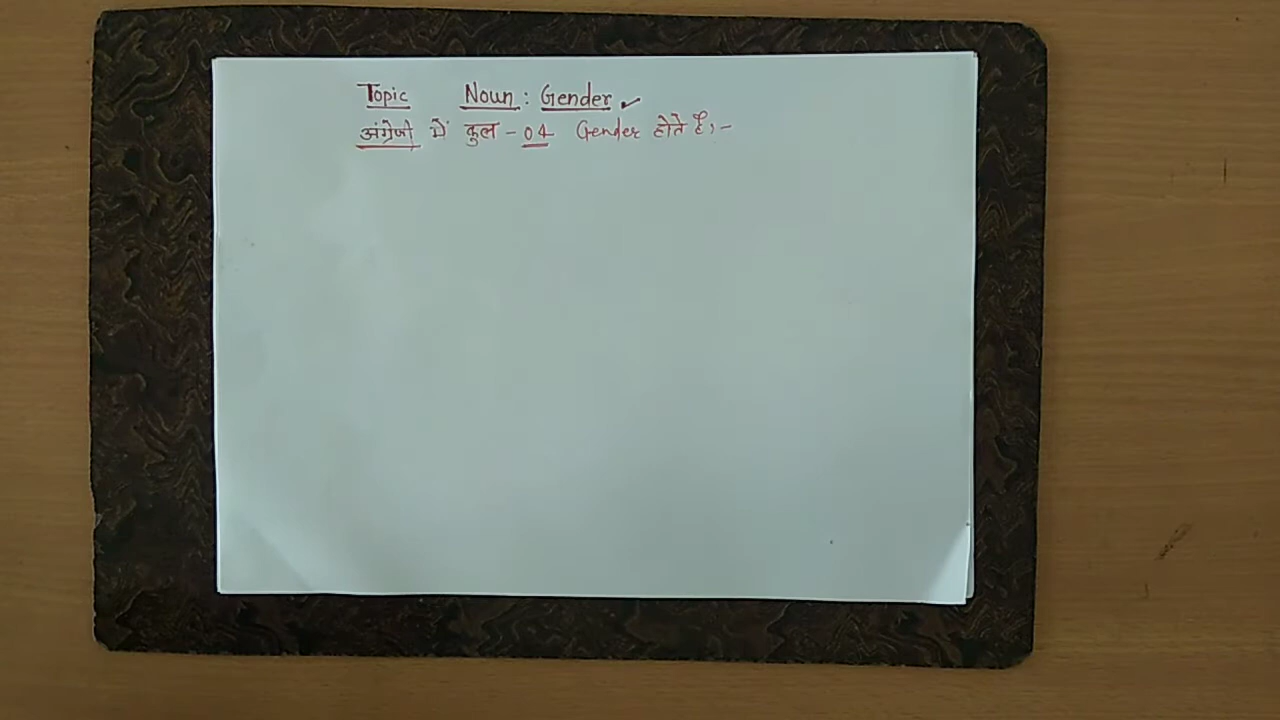 Topic Noun : Gender ✓
अंग्रेजी में कुल - 04 Gender होते है, -